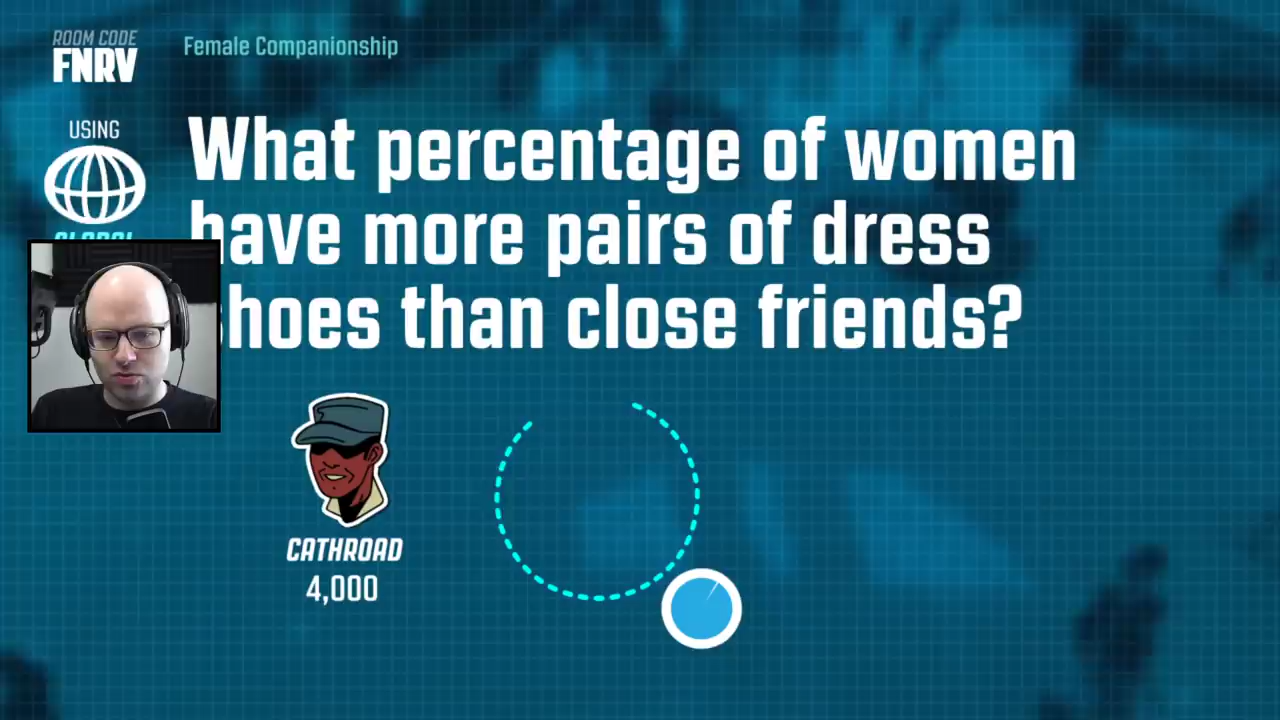 ROOM CODE
FNRV
Female Companionship
USING
What percentage of women
have more pairs of dress
hoes than close friends?
CATHROAD
4,000